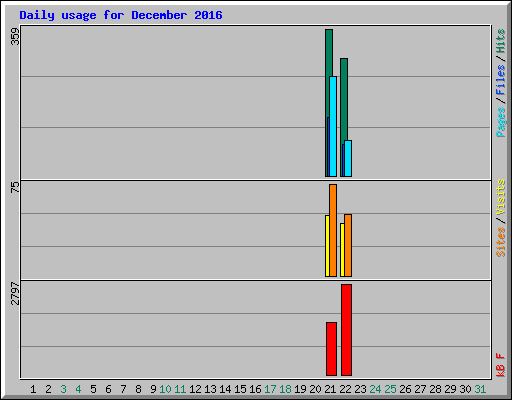 Daily usage for December 2016
359
75
2797
Pages / Files / Hits
Sites / Visits
kB F
1 2 3 4 5 6 7 8 9 10 11 12 13 14 15 16 17 18 19 20 21 22 23 24 25 26 27 28 29 30 31